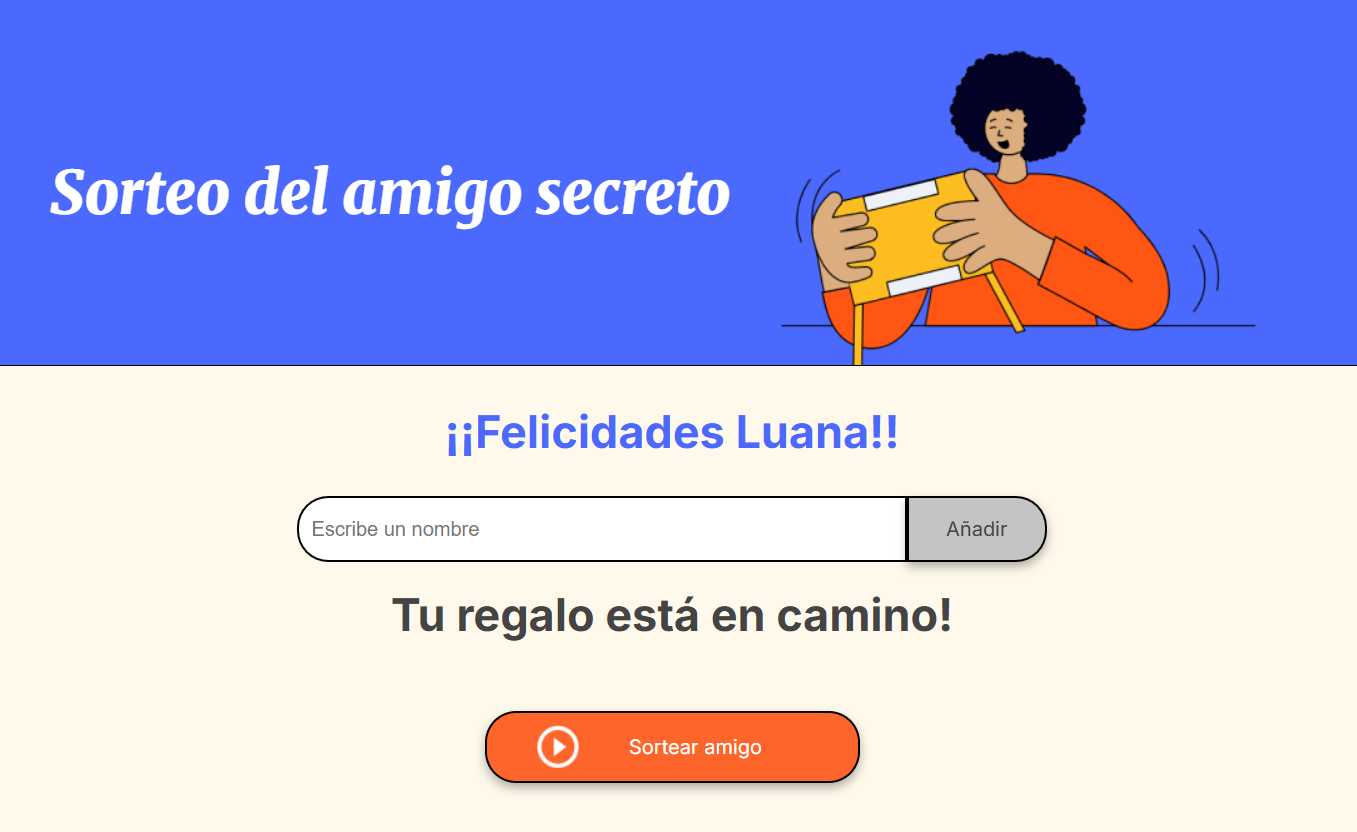 Sorteo del amigo secreto
¡¡Felicidades Luana!!
Escribe un nombre
Añadir
Tu regalo está en camino!
Sortear amigo